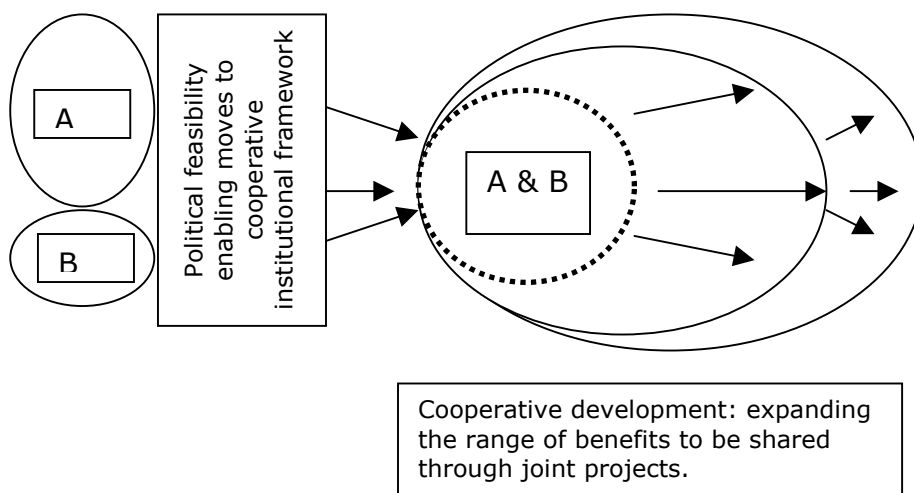 A
B
Political feasibility
enabling moves to
cooperative
institutional framework
A & B
Cooperative development: expanding
the range of benefits to be shared
through joint projects.